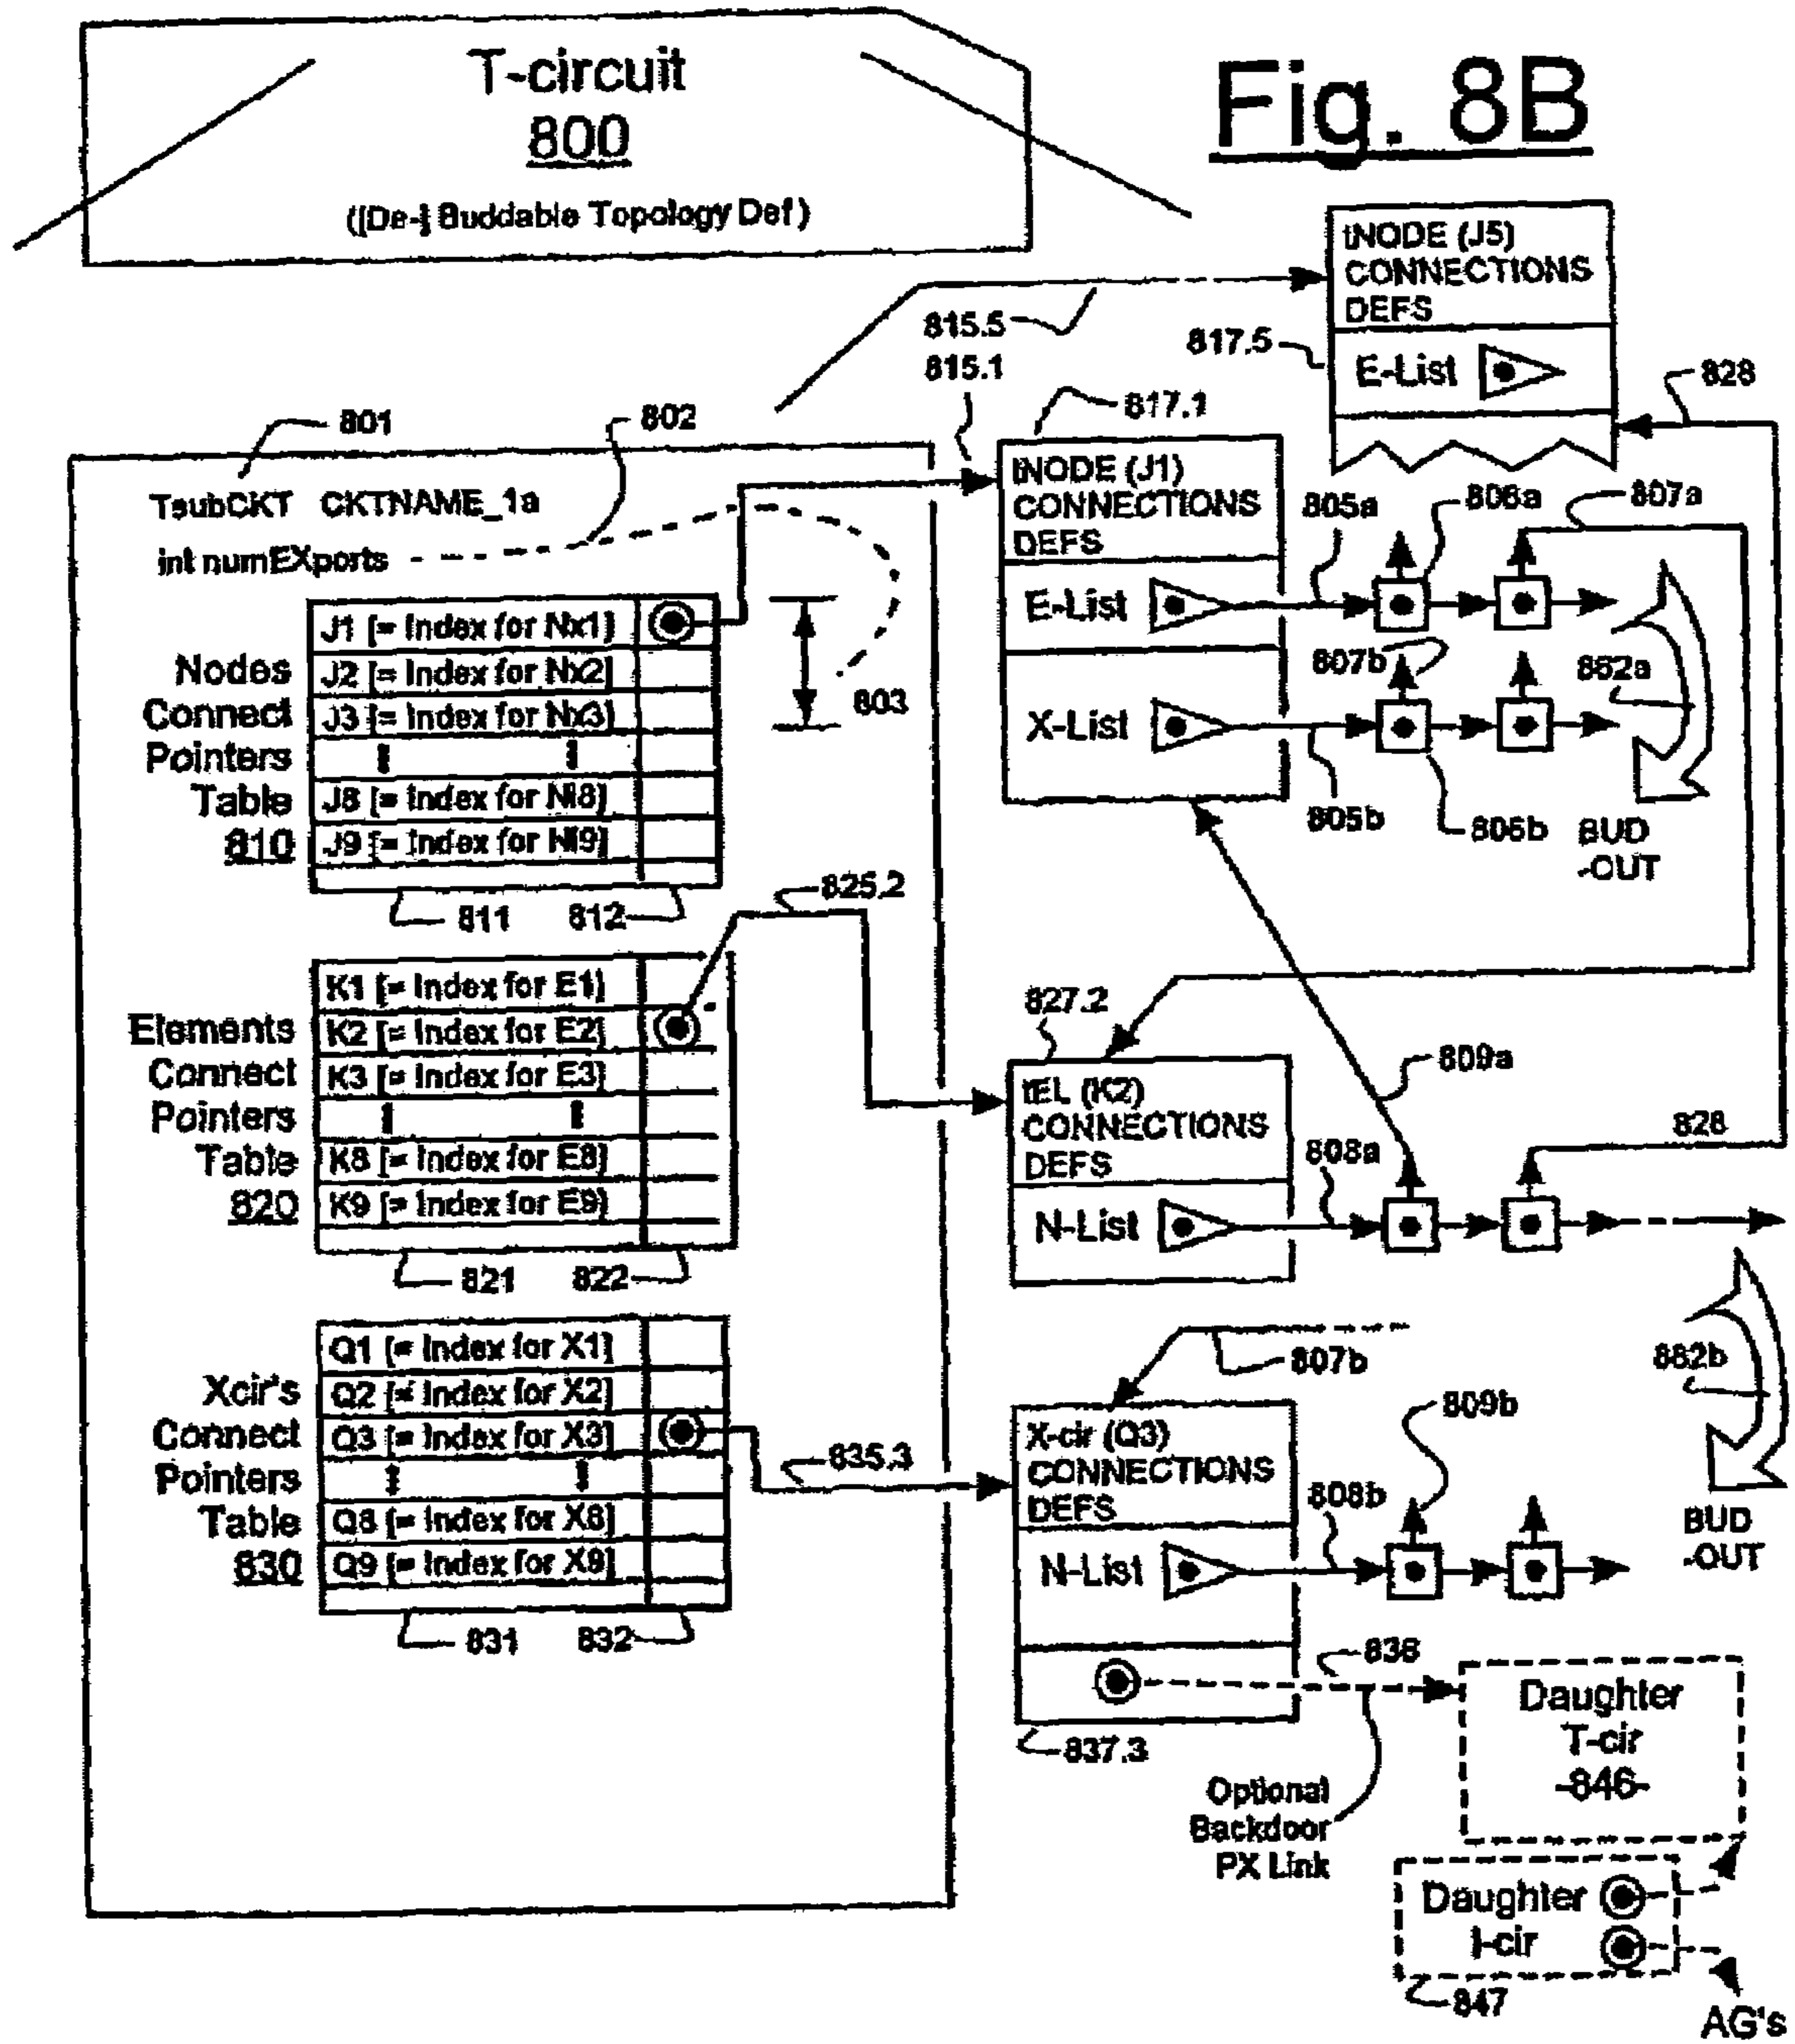 T-circuit
800
([De-] Buddable Topology Def)
Fig. 8B
tNODE (J5)
CONNECTIONS
DEFS
E-List
817.5
815.5
815.1
828
801
802
817.1
TsubCKT CKTNAME_1a
int numEXports
tNODE (J1)
CONNECTIONS
DEFS
E-List
X-List
805a
806a
807a
807b
862a
805b
806b
BUD
-OUT
803
Nodes
Connect
Pointers
Table
810
J1 [= Index for Nx1]
J2 [= Index for Nx2]
J3 [= Index for Nx3]
J8 [= Index for Ni8]
J9 [= Index for Ni9]
811
812
825.2
Elements
Connect
Pointers
Table
820
K1 [= Index for E1]
K2 [= Index for E2]
K3 [= Index for E3]
K8 [= Index for E8]
K9 [= Index for E9]
821
822
827.2
809a
tEL (K2)
CONNECTIONS
DEFS
N-List
808a
828
Xcir's
Connect
Pointers
Table
830
Q1 [= Index for X1]
Q2 [= Index for X2]
Q3 [= Index for X3]
Q8 [= Index for X8]
Q9 [= Index for X9]
831
832
835.3
807b
862b
809b
X-cir (Q3)
CONNECTIONS
DEFS
N-List
808b
BUD
-OUT
838
837.3
Optional
Backdoor
PX Link
Daughter
T-cir
-846-
Daughter
I-cir
847
AG's